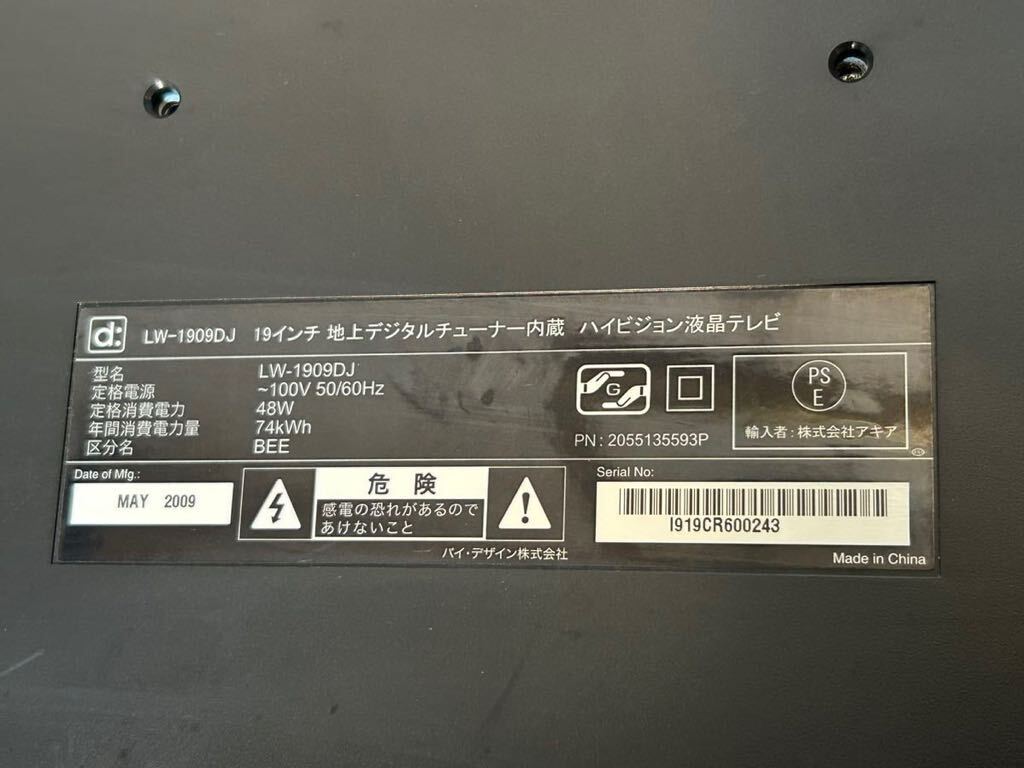 d:
LW-1909DJ 19インチ 地上デジタルチューナー内蔵 ハイビジョン液晶テレビ
型名 LW-1909DJ
定格電源 ~100V 50/60Hz
定格消費電力 48W
年間消費電力量 74kWh
区分名 BEE
G
PN : 2055135593P
PS
E
輸入者 : 株式会社アキア
Date of Mfg.:
MAY 2009
危険
感電の恐れがあるので
あけないこと
バイ・デザイン株式会社
Serial No:
I919CR600243
Made in China